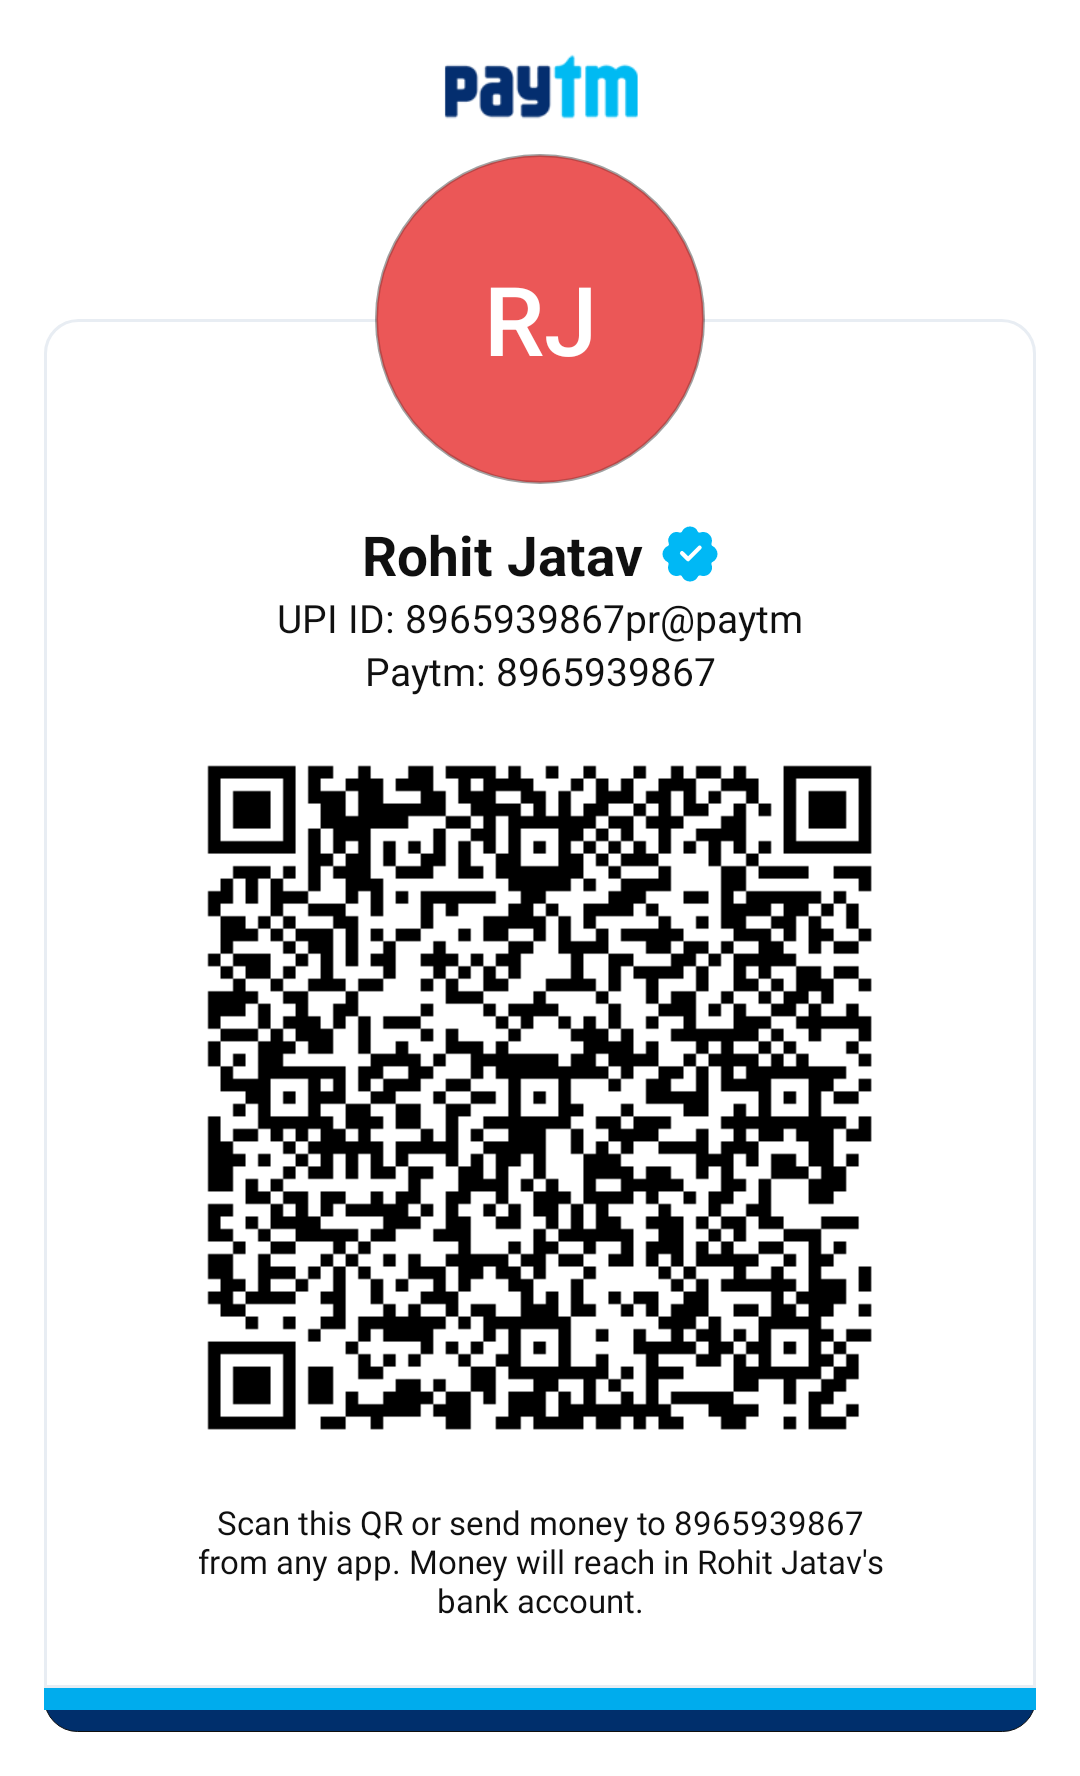 paytm
RJ
Rohit Jatav
UPI ID: 8965939867pr@paytm
Paytm: 8965939867
Scan this QR or send money to 8965939867
from any app. Money will reach in Rohit Jatav's
bank account.